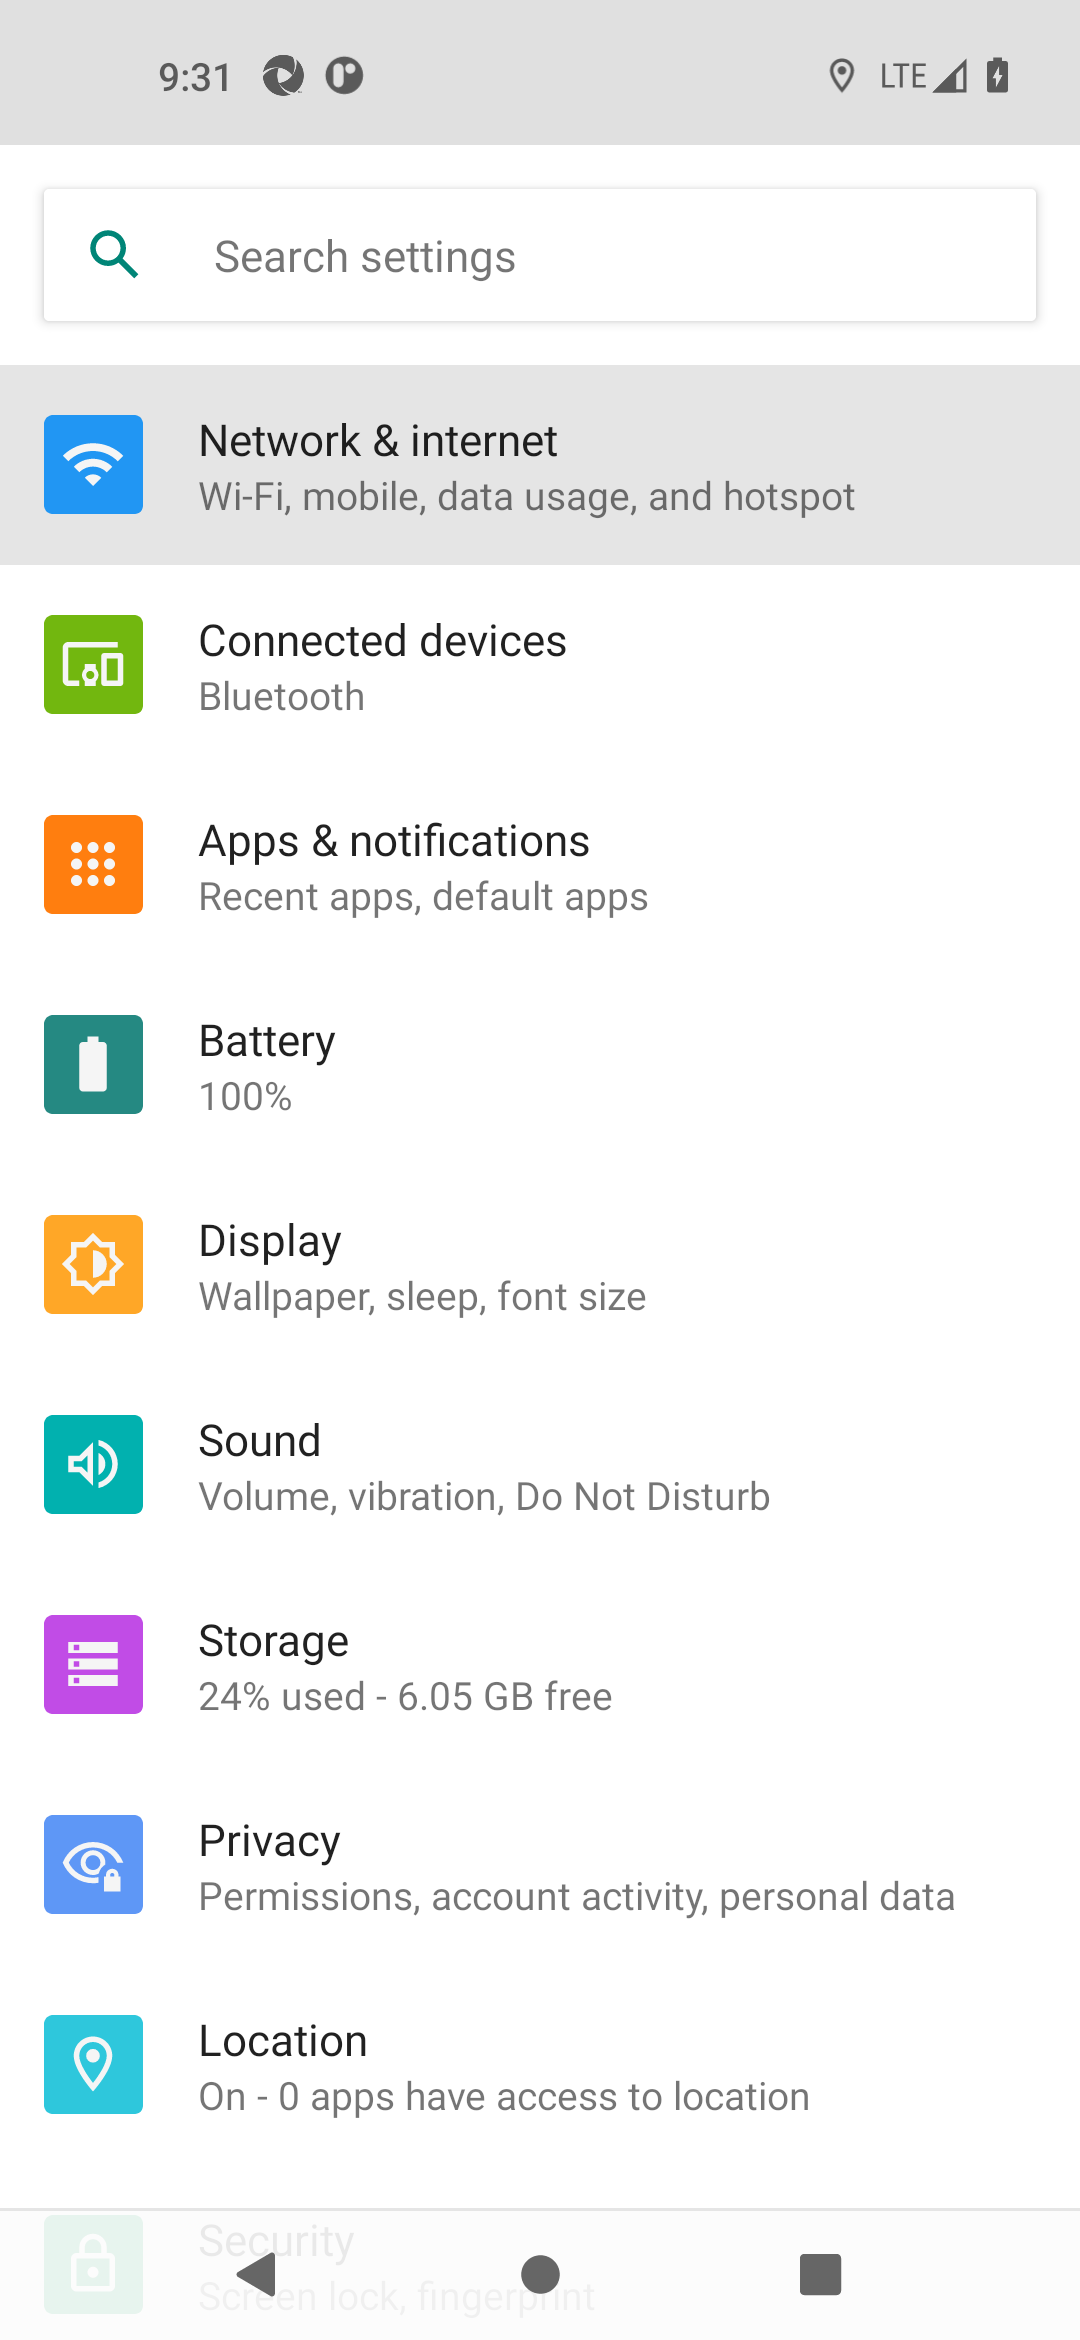 9:31
LTE
Search settings
Network & internet
Wi-Fi, mobile, data usage, and hotspot
Connected devices
Bluetooth
Apps & notifications
Recent apps, default apps
Battery
100%
Display
Wallpaper, sleep, font size
Sound
Volume, vibration, Do Not Disturb
Storage
24% used - 6.05 GB free
Privacy
Permissions, account activity, personal data
Location
On - 0 apps have access to location
Security
Screen lock, fingerprint